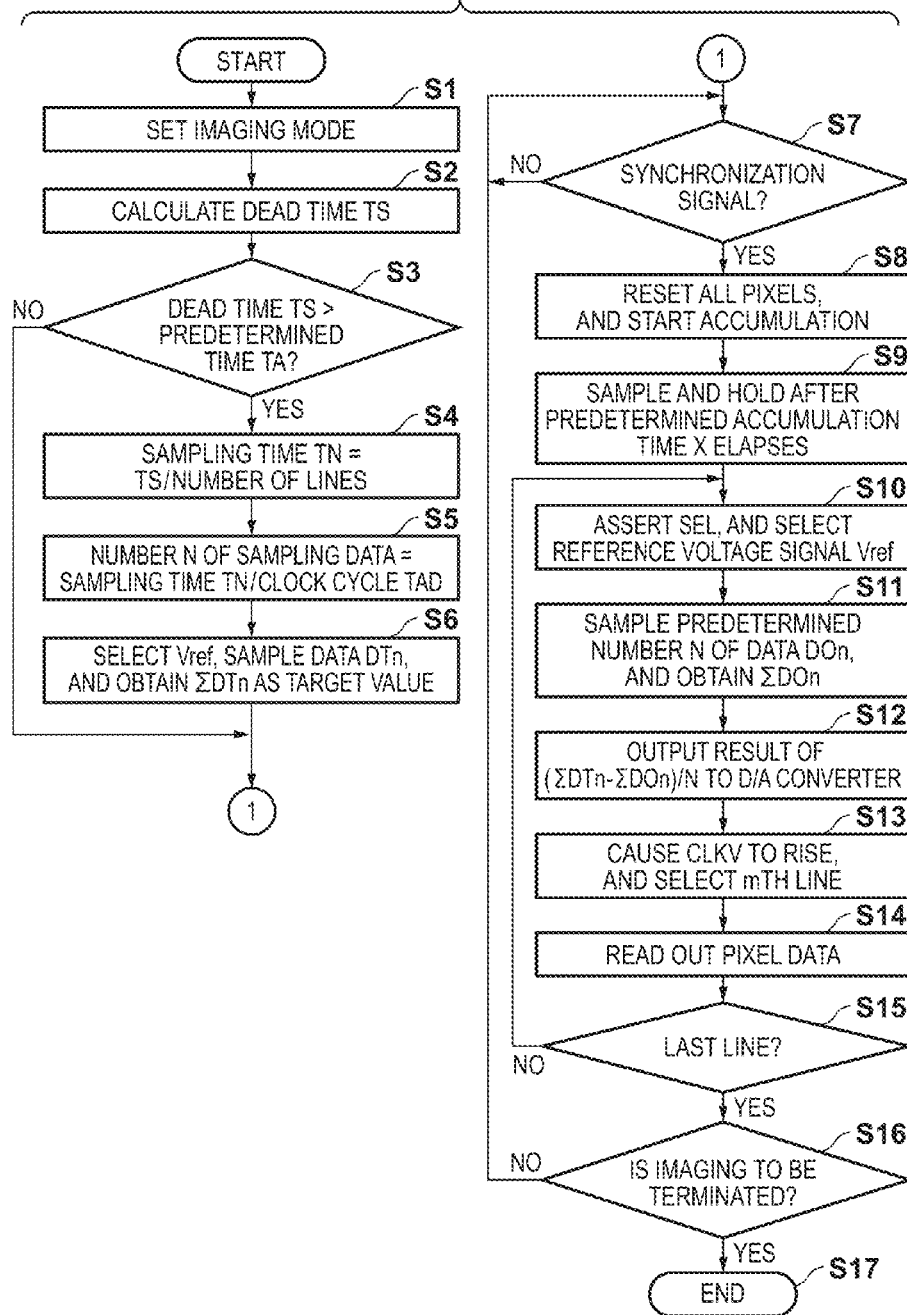 START
S1
SET IMAGING MODE
S2
CALCULATE DEAD TIME TS
S3
DEAD TIME TS >
PREDETERMINED
TIME TA?
NO
YES
S4
SAMPLING TIME TN =
TS/NUMBER OF LINES
S5
NUMBER N OF SAMPLING DATA =
SAMPLING TIME TN/CLOCK CYCLE TAD
S6
SELECT Vref, SAMPLE DATA DTn,
AND OBTAIN ΣDTn AS TARGET VALUE
1
1
S7
SYNCHRONIZATION
SIGNAL?
NO
YES
S8
RESET ALL PIXELS,
AND START ACCUMULATION
S9
SAMPLE AND HOLD AFTER
PREDETERMINED ACCUMULATION
TIME X ELAPSES
S10
ASSERT SEL, AND SELECT
REFERENCE VOLTAGE SIGNAL Vref
S11
SAMPLE PREDETERMINED
NUMBER N OF DATA DOn,
AND OBTAIN ΣDOn
S12
OUTPUT RESULT OF
(ΣDTn-ΣDOn)/N TO D/A CONVERTER
S13
CAUSE CLKV TO RISE,
AND SELECT mTH LINE
S14
READ OUT PIXEL DATA
S15
LAST LINE?
NO
YES
S16
IS IMAGING TO BE
TERMINATED?
NO
YES
S17
END